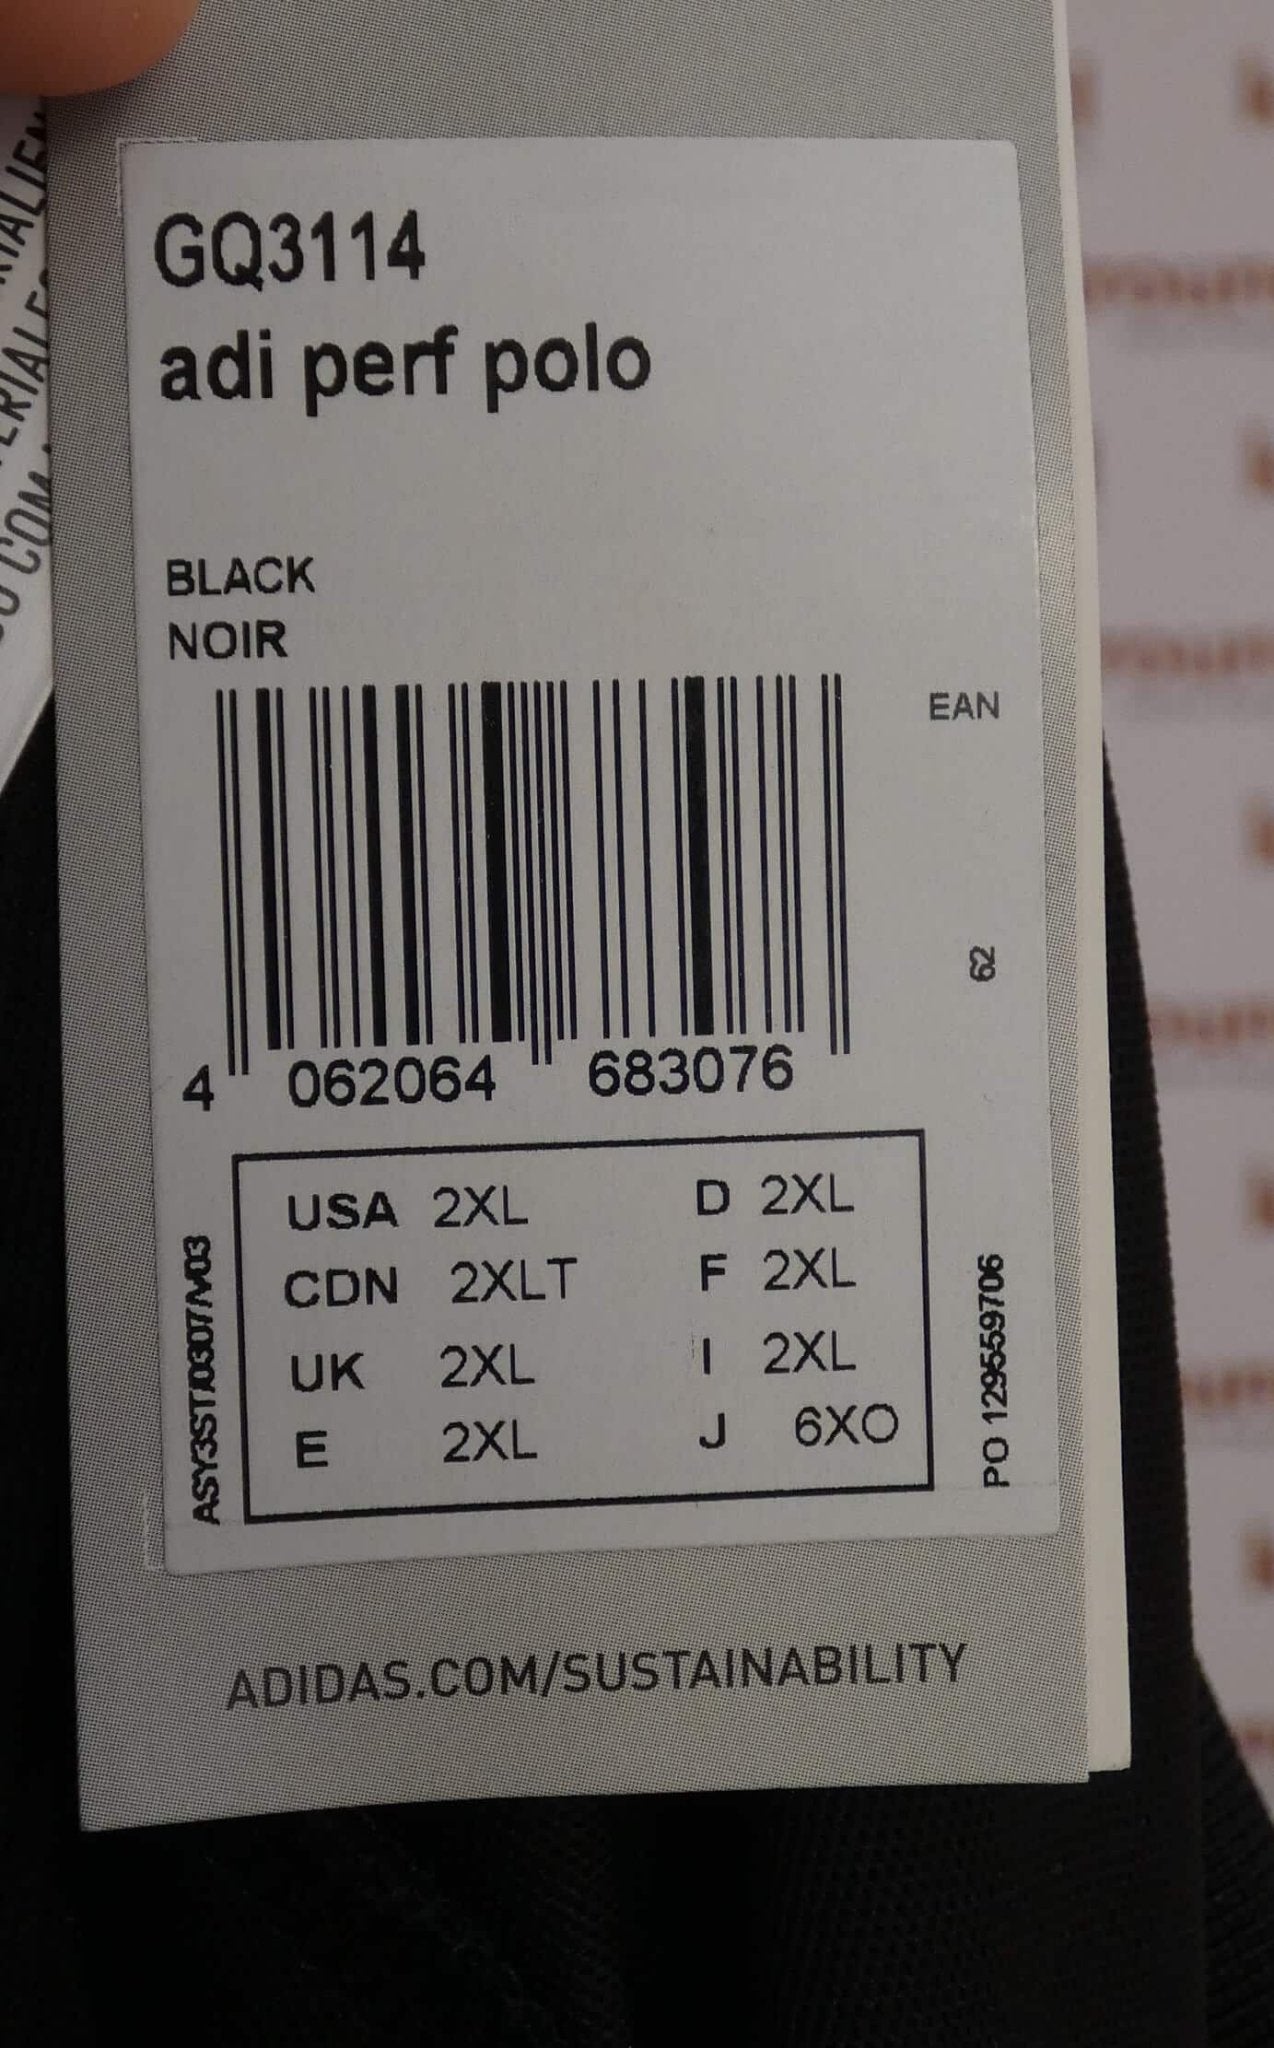 GQ3114
adi perf polo
BLACK
NOIR
EAN
62
4 062064 683076
USA 2XL D 2XL
CDN 2XLT F 2XL
UK 2XL I 2XL
E 2XL J 6XO
ASY3ST/0307/v03
PO 129559706
ADIDAS.COM/SUSTAINABILITY